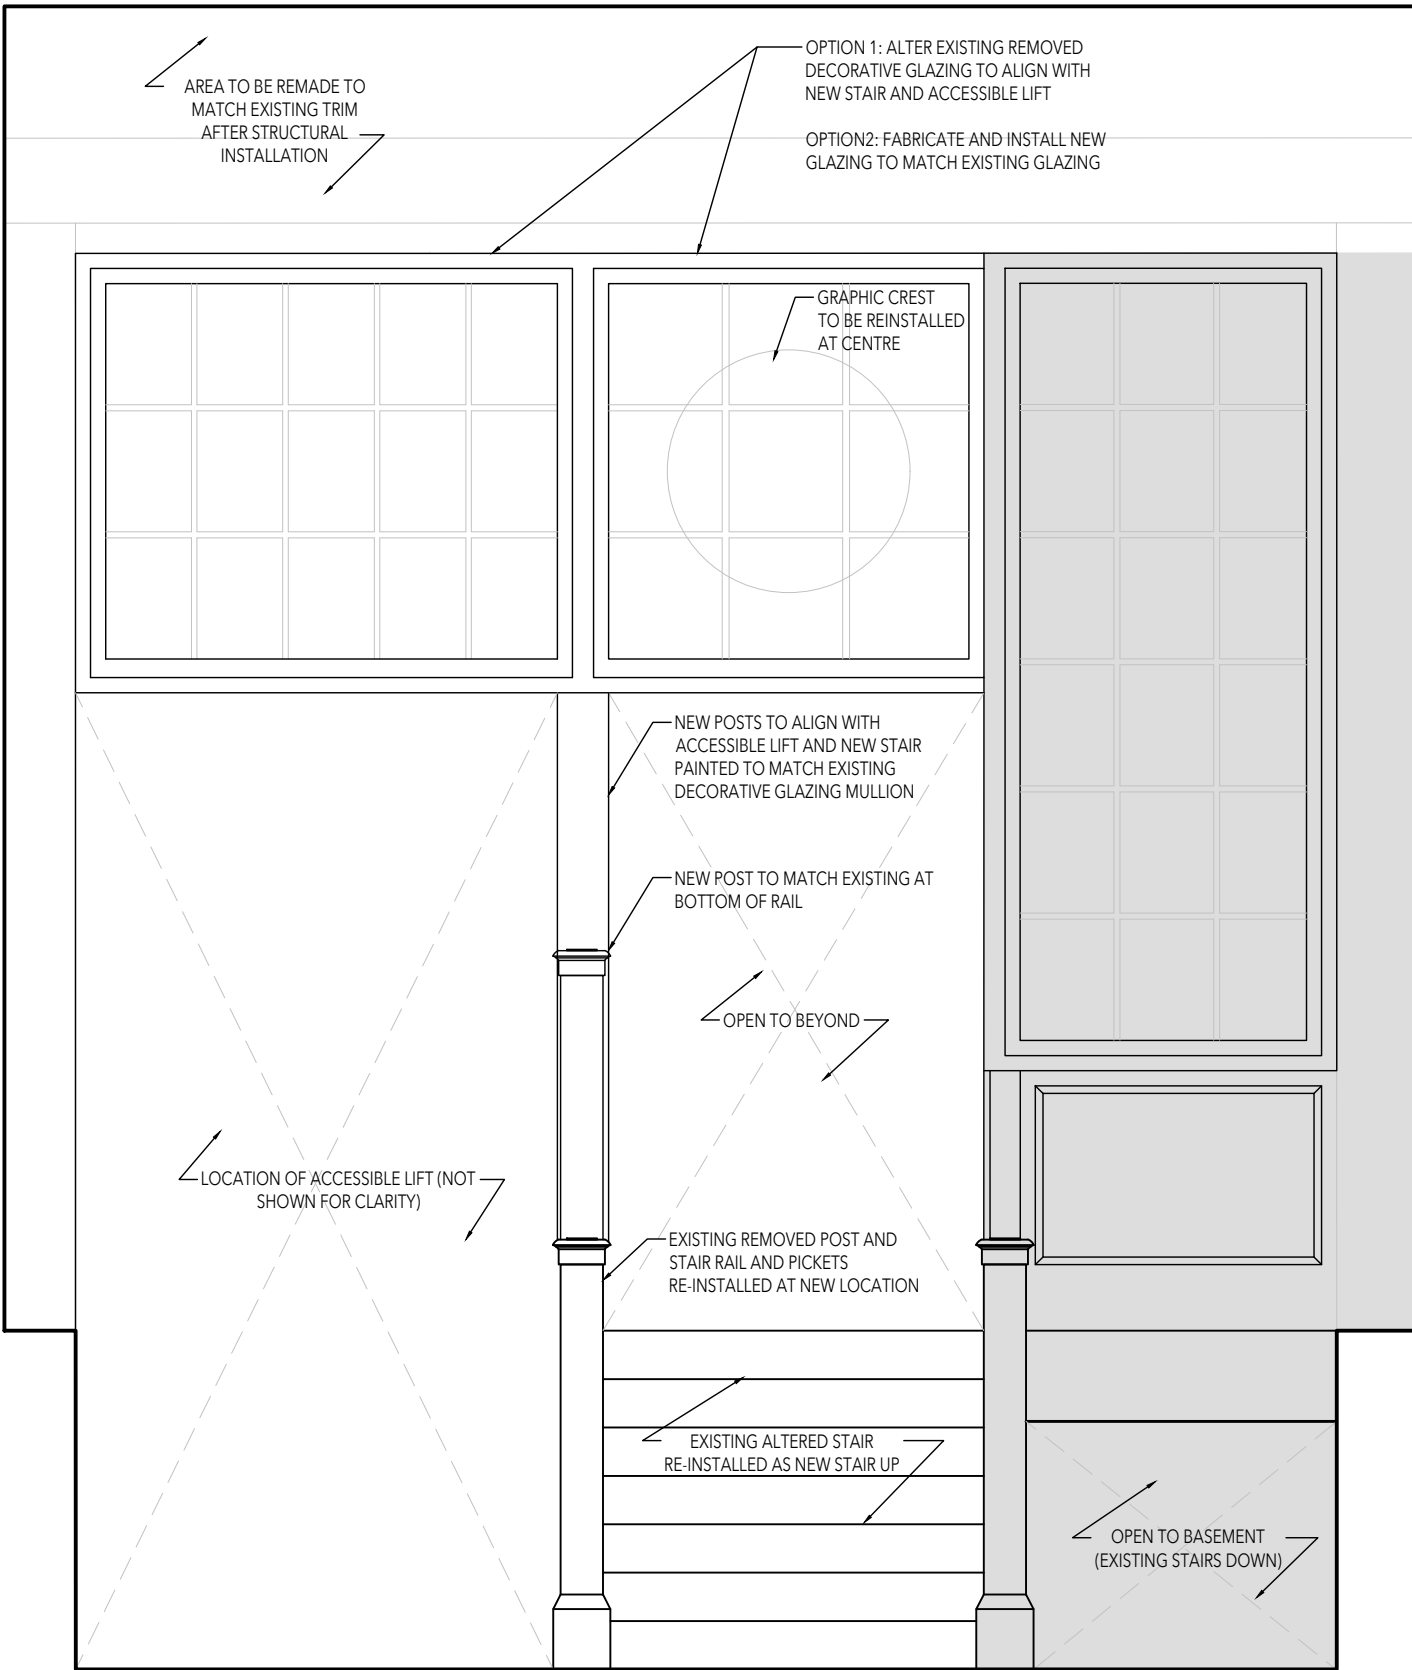 AREA TO BE REMADE TO
MATCH EXISTING TRIM
AFTER STRUCTURAL
INSTALLATION
OPTION 1: ALTER EXISTING REMOVED
DECORATIVE GLAZING TO ALIGN WITH
NEW STAIR AND ACCESSIBLE LIFT
OPTION2: FABRICATE AND INSTALL NEW
GLAZING TO MATCH EXISTING GLAZING
GRAPHIC CREST
TO BE REINSTALLED
AT CENTRE
NEW POSTS TO ALIGN WITH
ACCESSIBLE LIFT AND NEW STAIR
PAINTED TO MATCH EXISTING
DECORATIVE GLAZING MULLION
NEW POST TO MATCH EXISTING AT
BOTTOM OF RAIL
OPEN TO BEYOND
LOCATION OF ACCESSIBLE LIFT (NOT
SHOWN FOR CLARITY)
EXISTING REMOVED POST AND
STAIR RAIL AND PICKETS
RE-INSTALLED AT NEW LOCATION
EXISTING ALTERED STAIR
RE-INSTALLED AS NEW STAIR UP
OPEN TO BASEMENT
(EXISTING STAIRS DOWN)